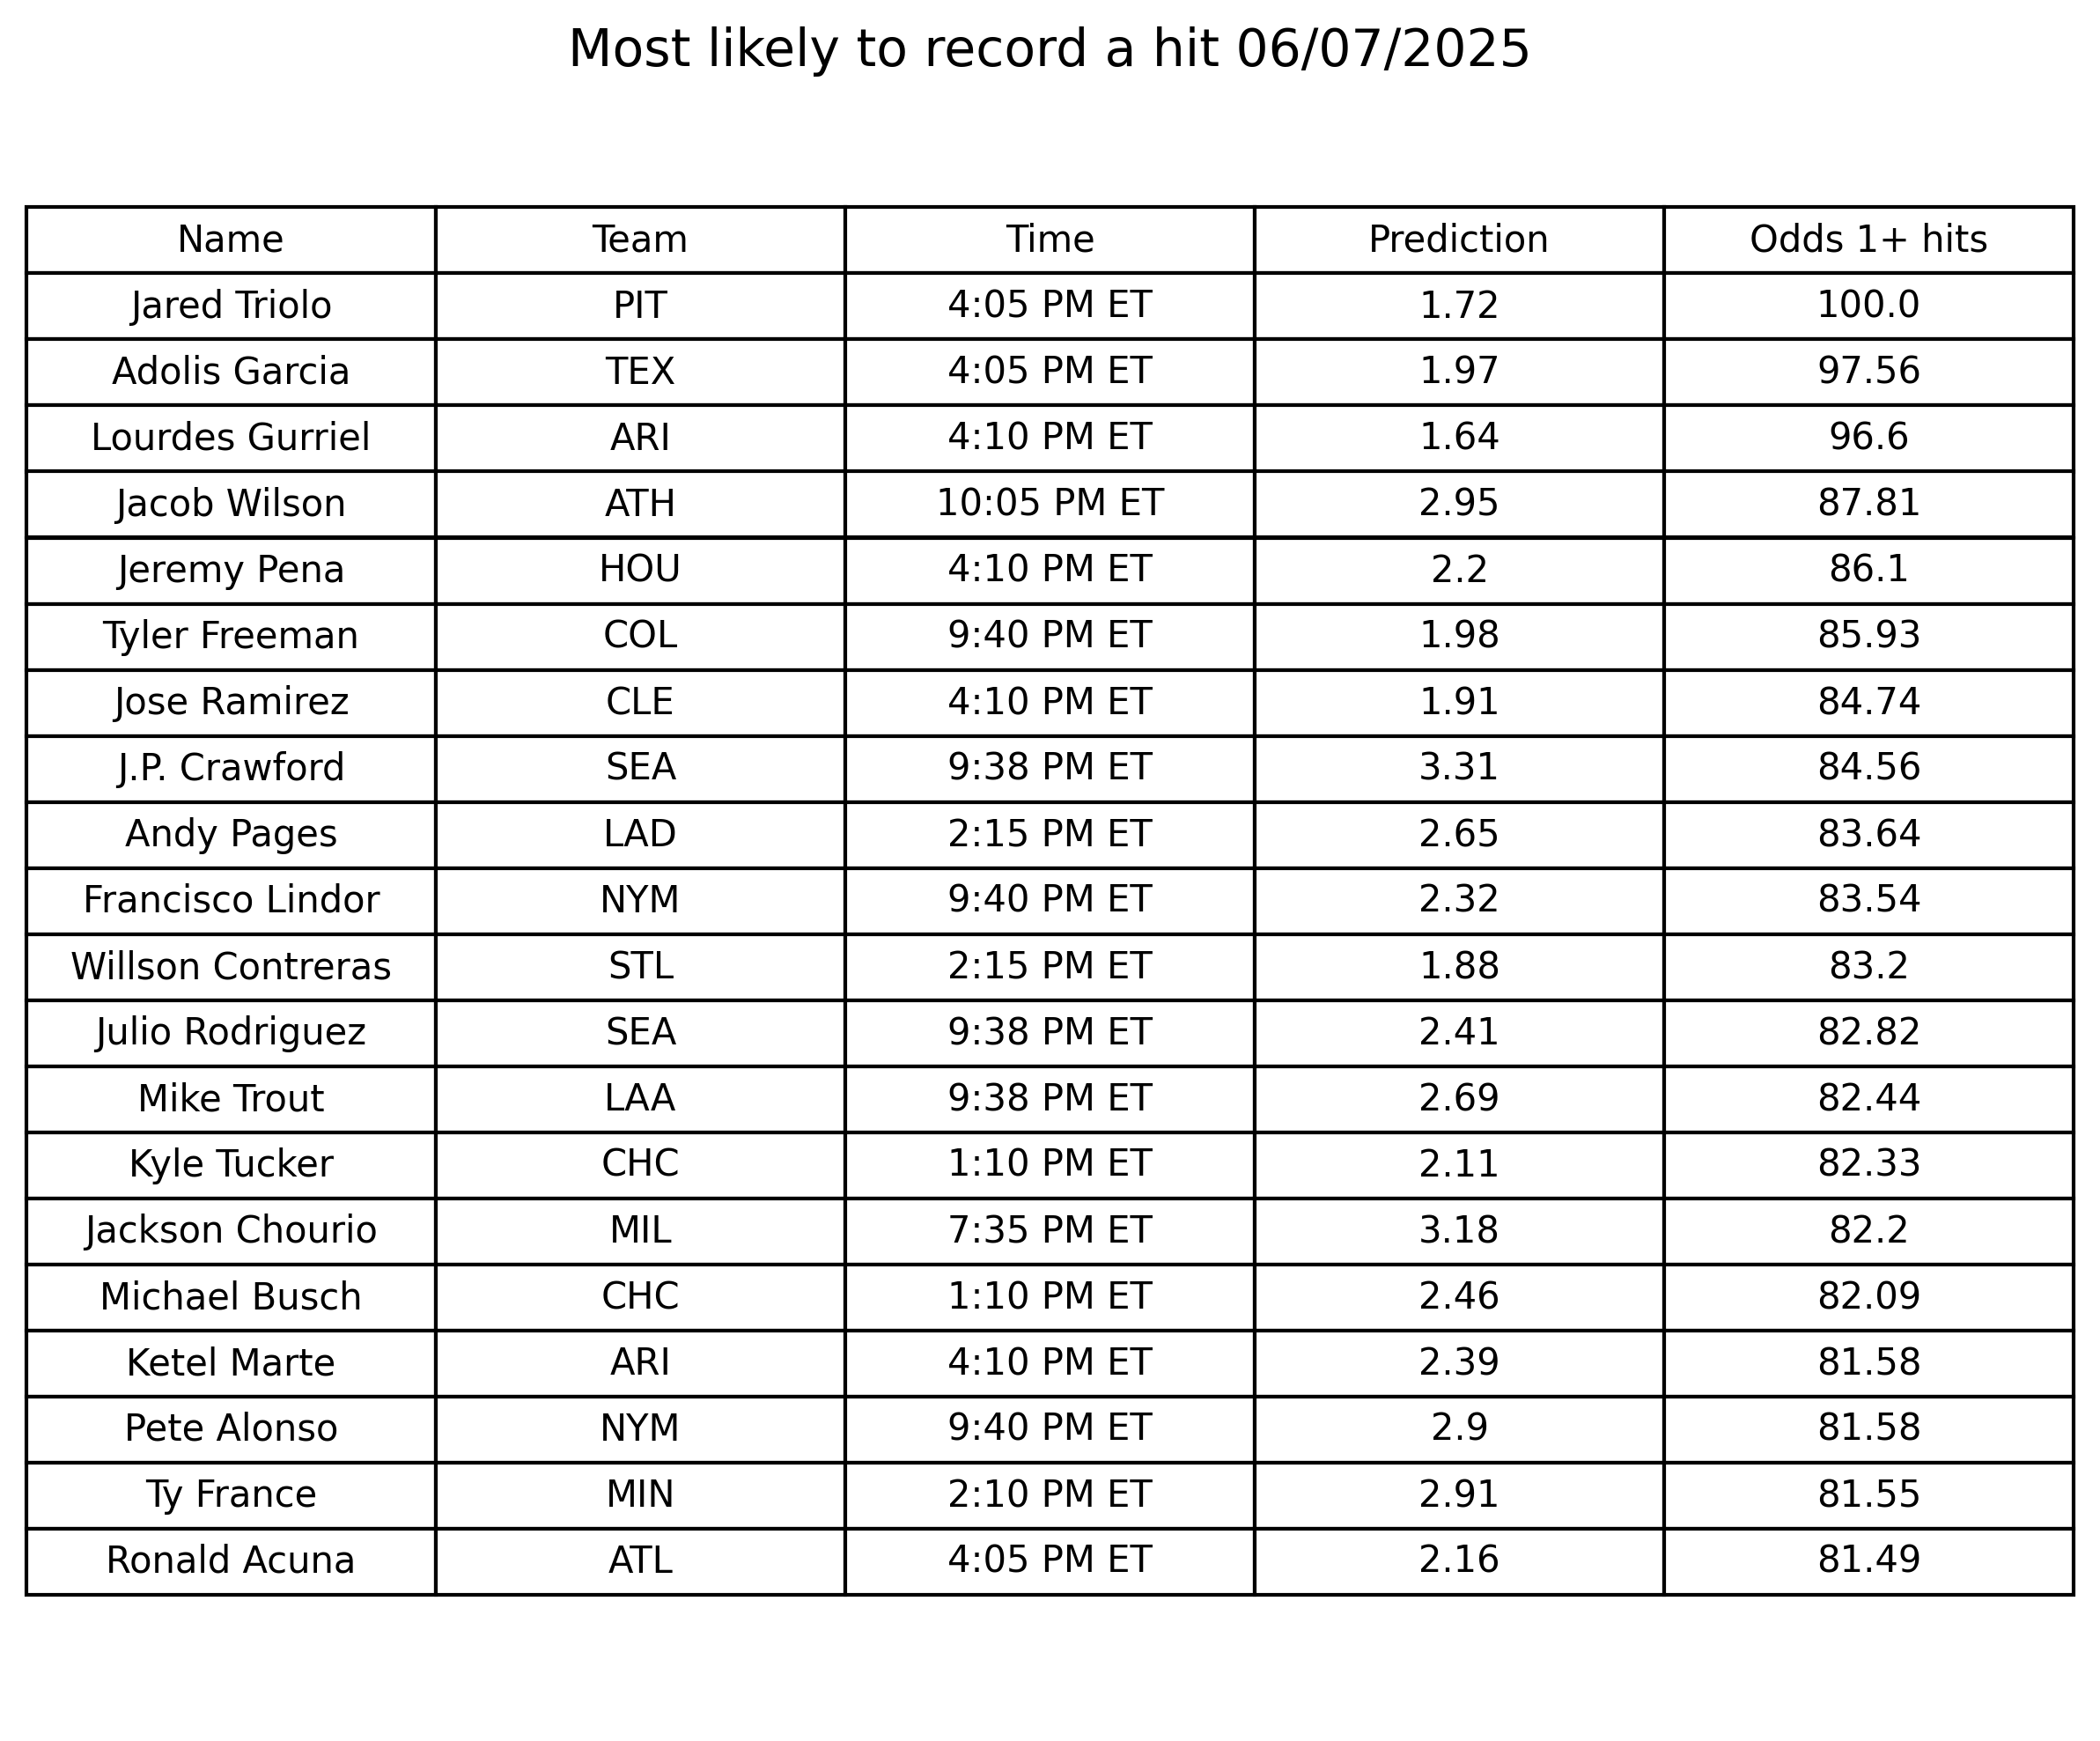 Most likely to record a hit 06/07/2025
Name Team Time Prediction Odds 1+ hits
Jared Triolo PIT 4:05 PM ET 1.72 100.0
Adolis Garcia TEX 4:05 PM ET 1.97 97.56
Lourdes Gurriel ARI 4:10 PM ET 1.64 96.6
Jacob Wilson ATH 10:05 PM ET 2.95 87.81
Jeremy Pena HOU 4:10 PM ET 2.2 86.1
Tyler Freeman COL 9:40 PM ET 1.98 85.93
Jose Ramirez CLE 4:10 PM ET 1.91 84.74
J.P. Crawford SEA 9:38 PM ET 3.31 84.56
Andy Pages LAD 2:15 PM ET 2.65 83.64
Francisco Lindor NYM 9:40 PM ET 2.32 83.54
Willson Contreras STL 2:15 PM ET 1.88 83.2
Julio Rodriguez SEA 9:38 PM ET 2.41 82.82
Mike Trout LAA 9:38 PM ET 2.69 82.44
Kyle Tucker CHC 1:10 PM ET 2.11 82.33
Jackson Chourio MIL 7:35 PM ET 3.18 82.2
Michael Busch CHC 1:10 PM ET 2.46 82.09
Ketel Marte ARI 4:10 PM ET 2.39 81.58
Pete Alonso NYM 9:40 PM ET 2.9 81.58
Ty France MIN 2:10 PM ET 2.91 81.55
Ronald Acuna ATL 4:05 PM ET 2.16 81.49